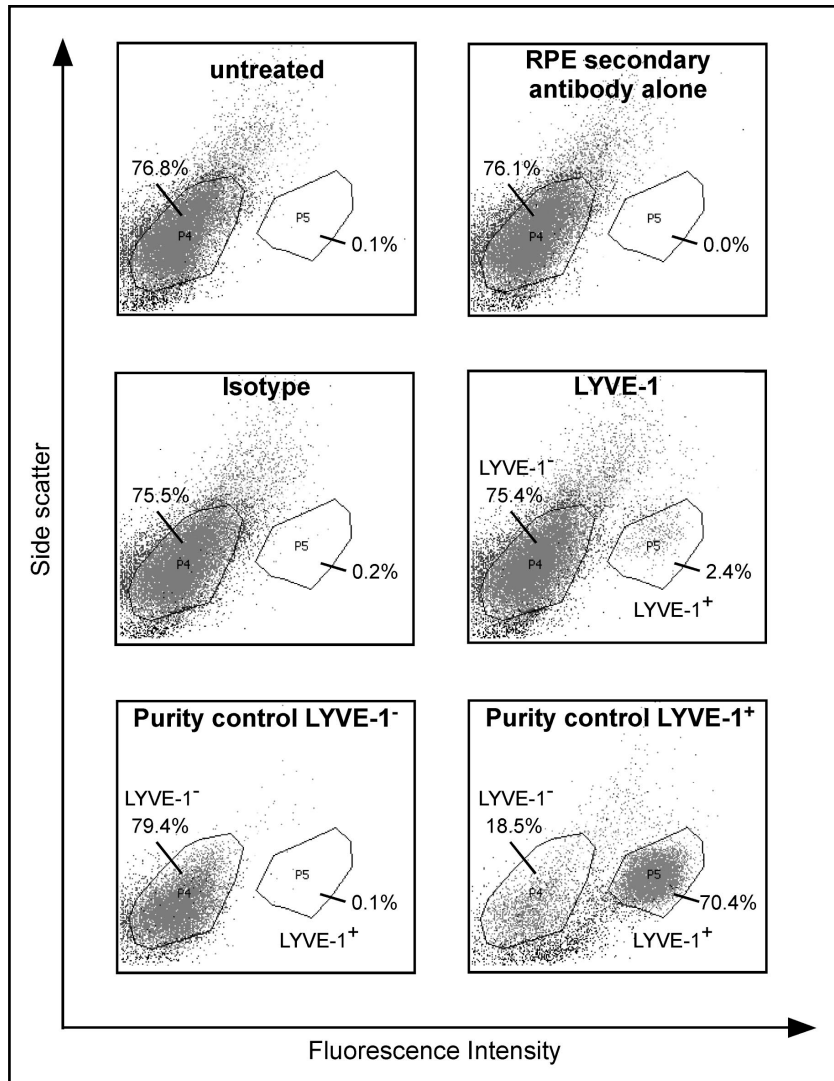 Side scatter
untreated
76.8%
P4
P5
0.1%
RPE secondary
antibody alone
76.1%
P4
P5
0.0%
Isotype
75.5%
P4
P5
0.2%
LYVE-1
LYVE-1⁻
75.4%
P4
P5
2.4%
LYVE-1⁺
Purity control LYVE-1⁻
LYVE-1⁻
79.4%
P4
P5
0.1%
LYVE-1⁺
Purity control LYVE-1⁺
LYVE-1⁻
18.5%
P4
P5
70.4%
LYVE-1⁺
Fluorescence Intensity